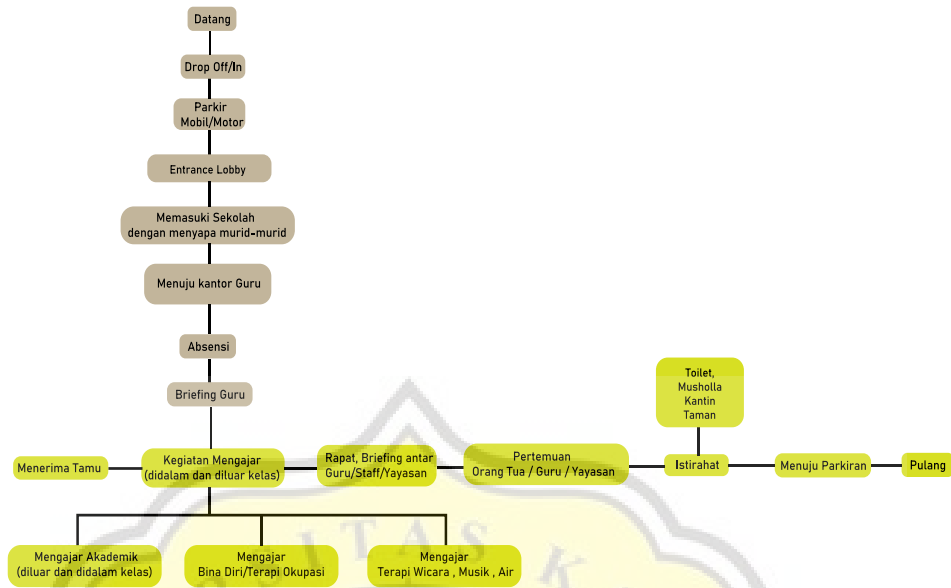 Datang
Drop Off/In
Parkir
Mobil/Motor
Entrance Lobby
Memasuki Sekolah
dengan menyapa murid-murid
Menuju kantor Guru
Absensi
Briefing Guru
Toilet,
Musholla
Kantin
Taman
Menerima Tamu
Kegiatan Mengajar
(didalam dan diluar kelas)
Rapat, Briefing antar
Guru/Staff/Yayasan
Pertemuan
Orang Tua / Guru / Yayasan
Istirahat
Menuju Parkiran
Pulang
Mengajar Akademik
(diluar dan didalam kelas)
Mengajar
Bina Diri/Terapi Okupasi
Mengajar
Terapi Wicara , Musik , Air
SITAS K